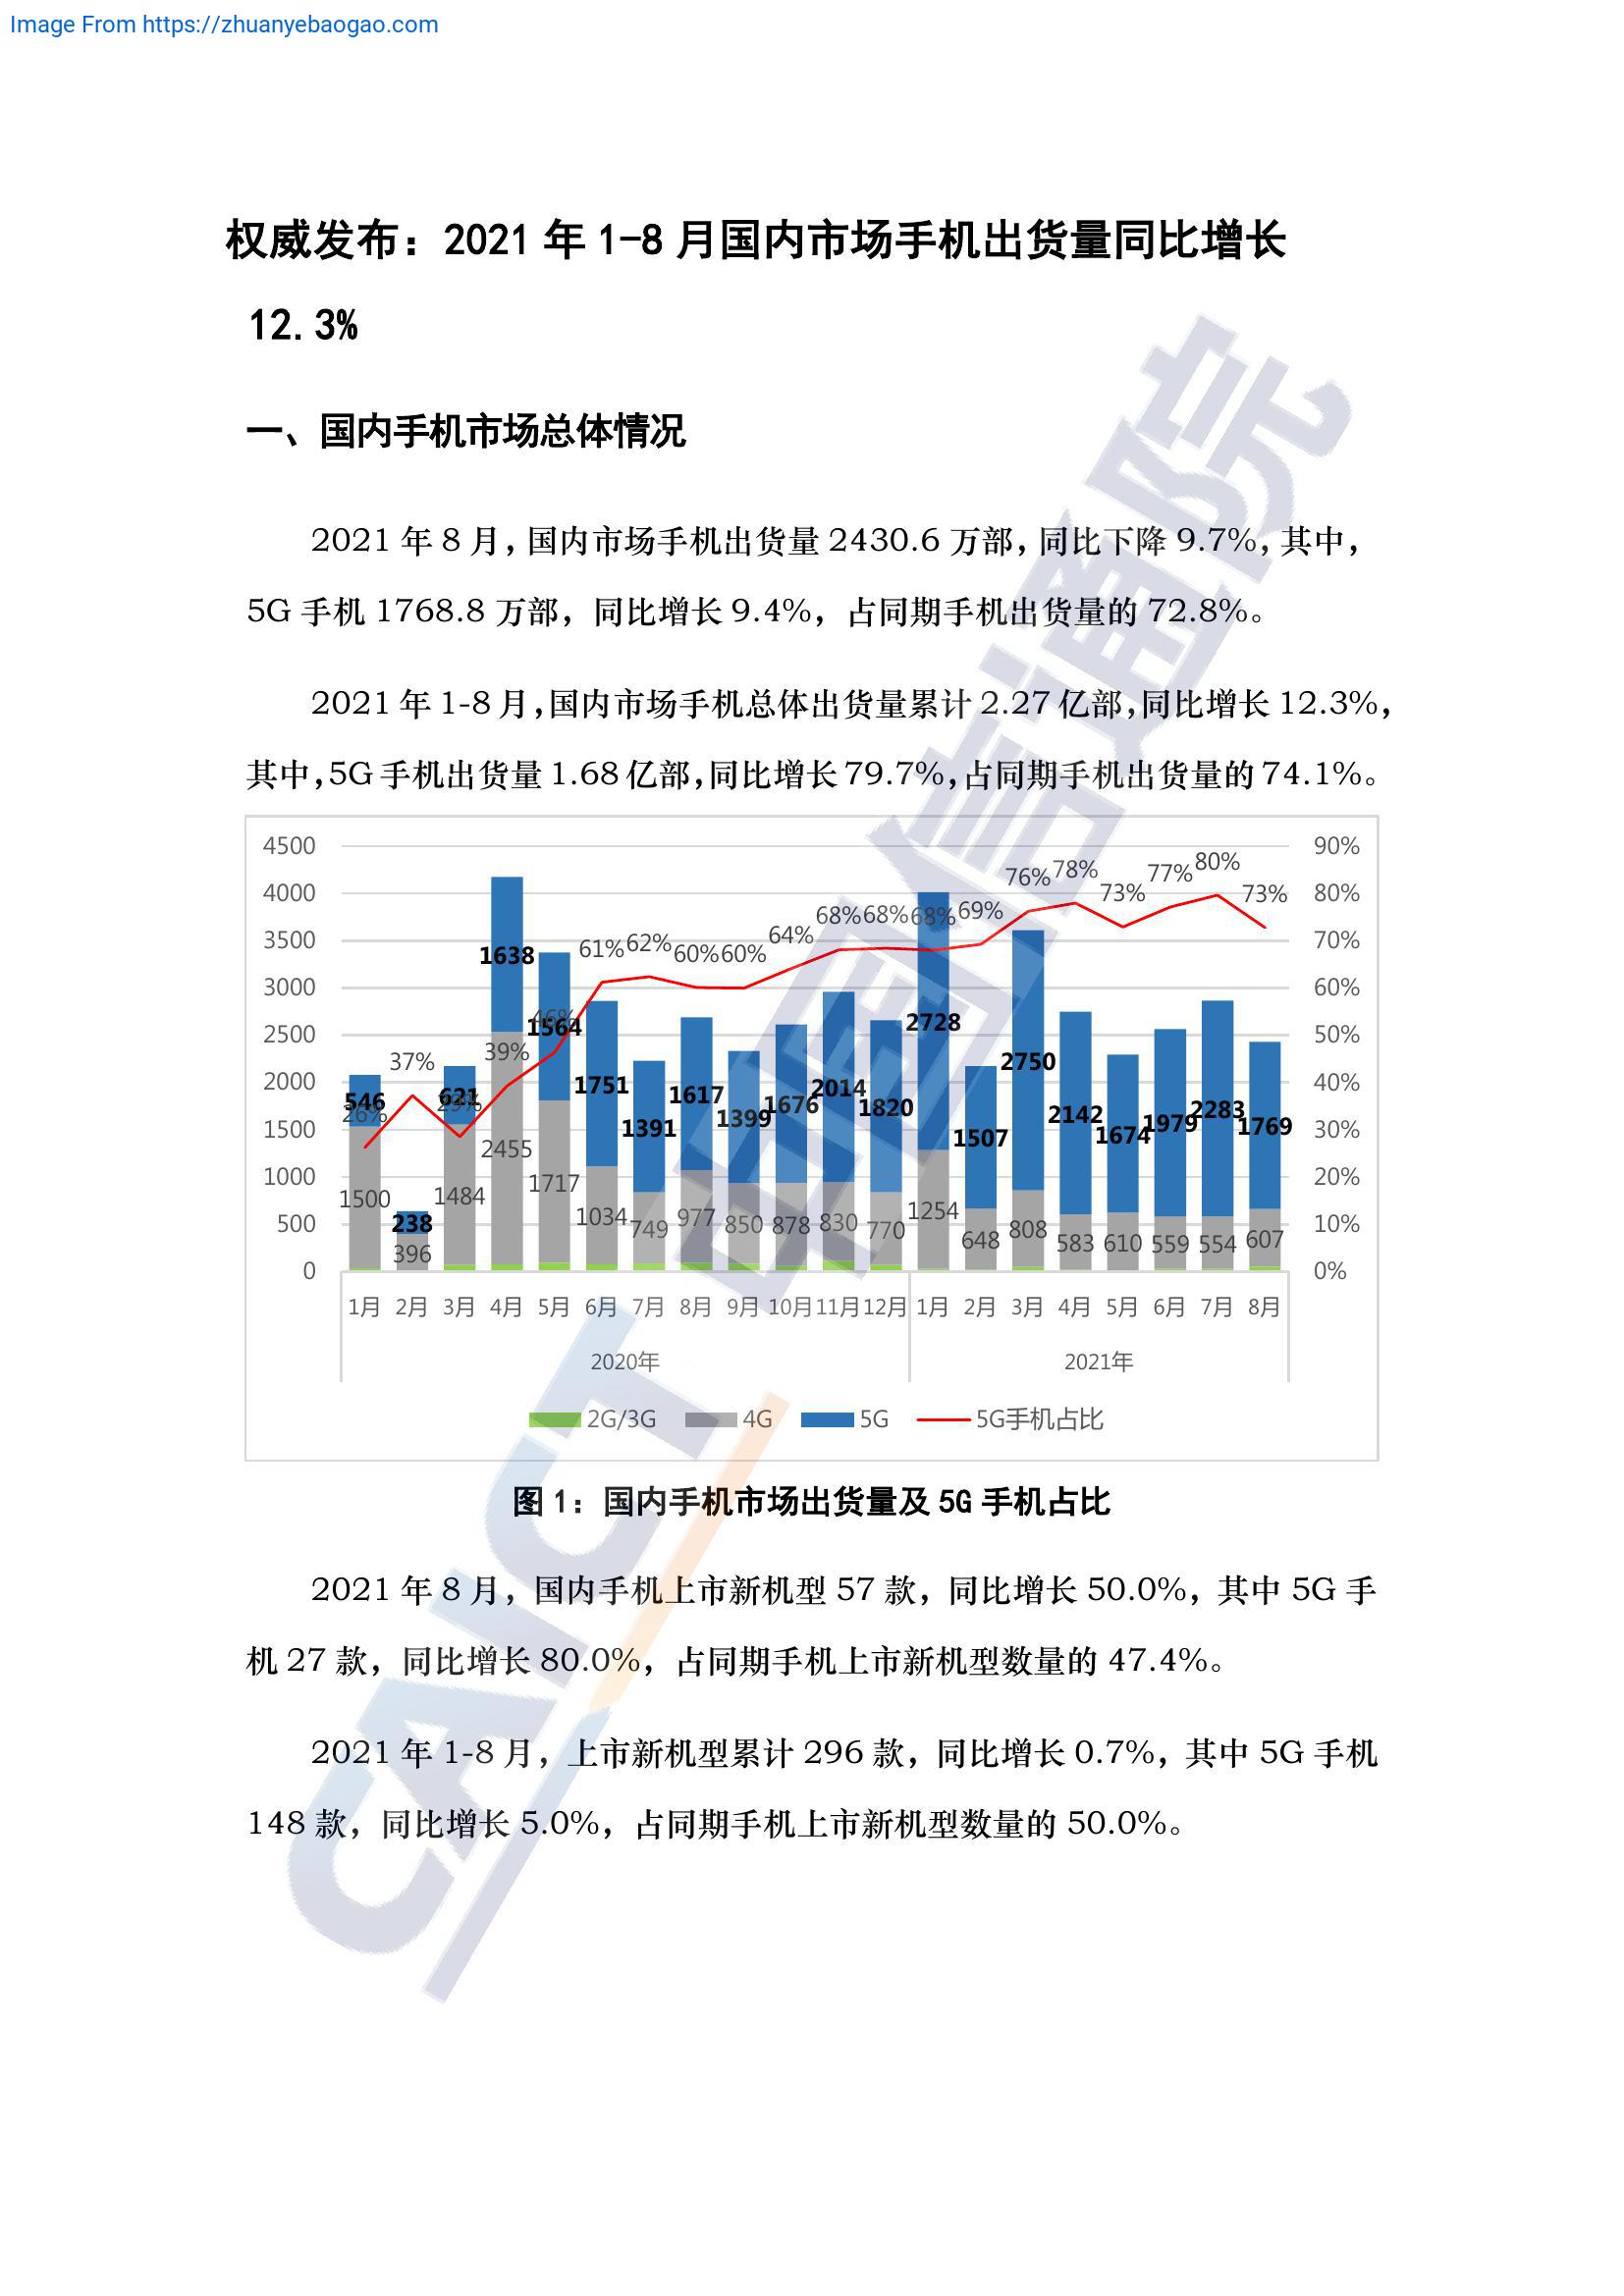 Image From https://zhuanyebaogao.com
权威发布：2021 年 1-8 月国内市场手机出货量同比增长
12.3%
一、国内手机市场总体情况
2021 年 8 月，国内市场手机出货量 2430.6 万部，同比下降 9.7%，其中，
5G 手机 1768.8 万部，同比增长 9.4%，占同期手机出货量的 72.8%。
2021 年 1-8 月，国内市场手机总体出货量累计 2.27 亿部，同比增长 12.3%，
其中，5G 手机出货量 1.68 亿部，同比增长 79.7%，占同期手机出货量的 74.1%。
4500 90%
4000 80%
3500 70%
3000 60%
2500 50%
2000 40%
1500 30%
1000 20%
500 10%
0 0%
26% 37% 29% 39% 46% 61% 62% 60% 60% 64% 68% 68% 68% 69% 76% 78% 73% 77% 80% 73%
546 238 621 1638 1564 1751 1391 1617 1399 1676 2014 1820 2728 1507 2750 2142 1674 1979 2283 1769
1500 396 1484 2455 1717 1034 749 977 850 878 830 770 1254 648 808 583 610 559 554 607
1月 2月 3月 4月 5月 6月 7月 8月 9月 10月 11月 12月 1月 2月 3月 4月 5月 6月 7月 8月
2020年 2021年
2G/3G 4G 5G 5G手机占比
图 1：国内手机市场出货量及 5G 手机占比
2021 年 8 月，国内手机上市新机型 57 款，同比增长 50.0%，其中 5G 手
机 27 款，同比增长 80.0%，占同期手机上市新机型数量的 47.4%。
2021 年 1-8 月，上市新机型累计 296 款，同比增长 0.7%，其中 5G 手机
148 款，同比增长 5.0%，占同期手机上市新机型数量的 50.0%。
CAICT 中国信通院